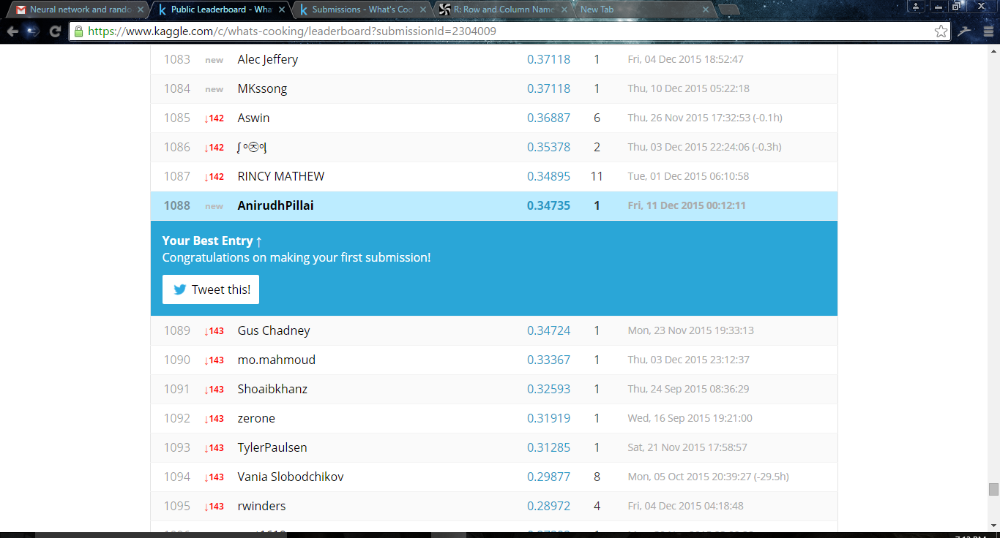 Neural network and rando
Public Leaderboard - Wha
Submissions - What's Coo
R: Row and Column Name
New Tab
https://www.kaggle.com/c/whats-cooking/leaderboard?submissionId=2304009
1083 new Alec Jeffery 0.37118 1 Fri, 04 Dec 2015 18:52:47
1084 new MKssong 0.37118 1 Thu, 10 Dec 2015 05:22:18
1085 ↓142 Aswin 0.36887 6 Thu, 26 Nov 2015 17:32:53 (-0.1h)
1086 ↓142 0.35378 2 Thu, 03 Dec 2015 22:24:06 (-0.3h)
1087 ↓142 RINCY MATHEW 0.34895 11 Tue, 01 Dec 2015 06:10:58
1088 new AnirudhPillai 0.34735 1 Fri, 11 Dec 2015 00:12:11
Your Best Entry ↑
Congratulations on making your first submission!
Tweet this!
1089 ↓143 Gus Chadney 0.34724 1 Mon, 23 Nov 2015 19:33:13
1090 ↓143 mo.mahmoud 0.33367 1 Thu, 03 Dec 2015 23:12:37
1091 ↓143 Shoaibkhanz 0.32593 1 Thu, 24 Sep 2015 08:36:29
1092 ↓143 zerone 0.31919 1 Wed, 16 Sep 2015 19:21:00
1093 ↓143 TylerPaulsen 0.31285 1 Sat, 21 Nov 2015 17:58:57
1094 ↓143 Vania Slobodchikov 0.29877 8 Mon, 05 Oct 2015 20:39:27 (-29.5h)
1095 ↓143 rwinders 0.28972 4 Fri, 04 Dec 2015 04:18:48